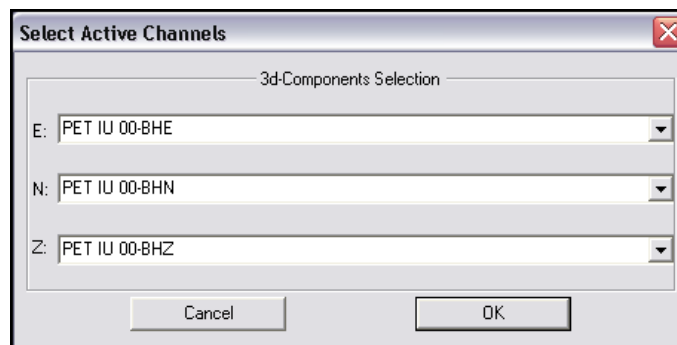 Select Active Channels
3d-Components Selection
E: PET IU 00-BHE
N: PET IU 00-BHN
Z: PET IU 00-BHZ
Cancel OK